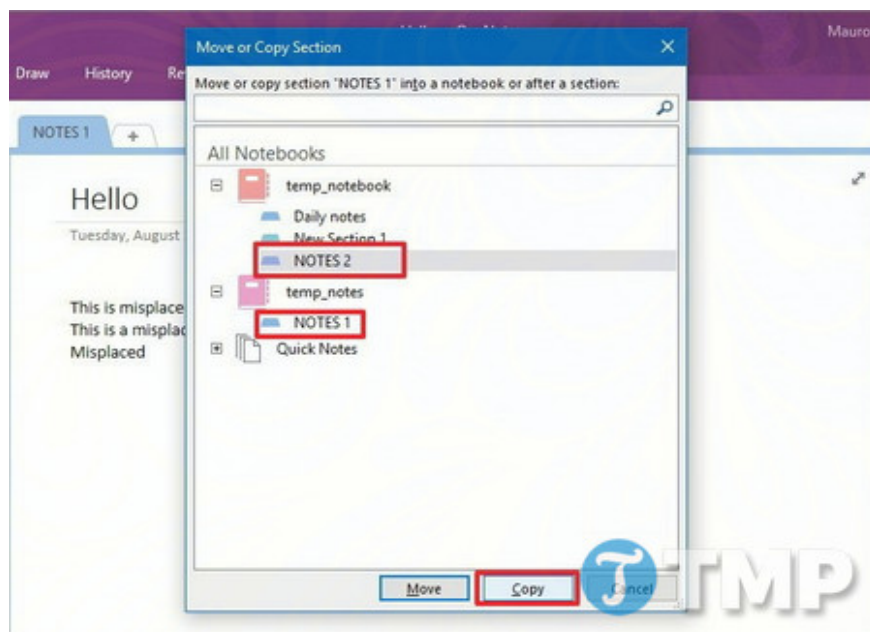 Mauro
Move or Copy Section
Draw History Re
Move or copy section "NOTES 1" into a notebook or after a section:
NOTES 1
All Notebooks
temp_notebook
Hello
Daily notes
Tuesday, August
New Section 1
NOTES 2
temp_notes
This is misplace
NOTES 1
This is a misplac
Misplaced
Quick Notes
Move Copy Cancel
TMP